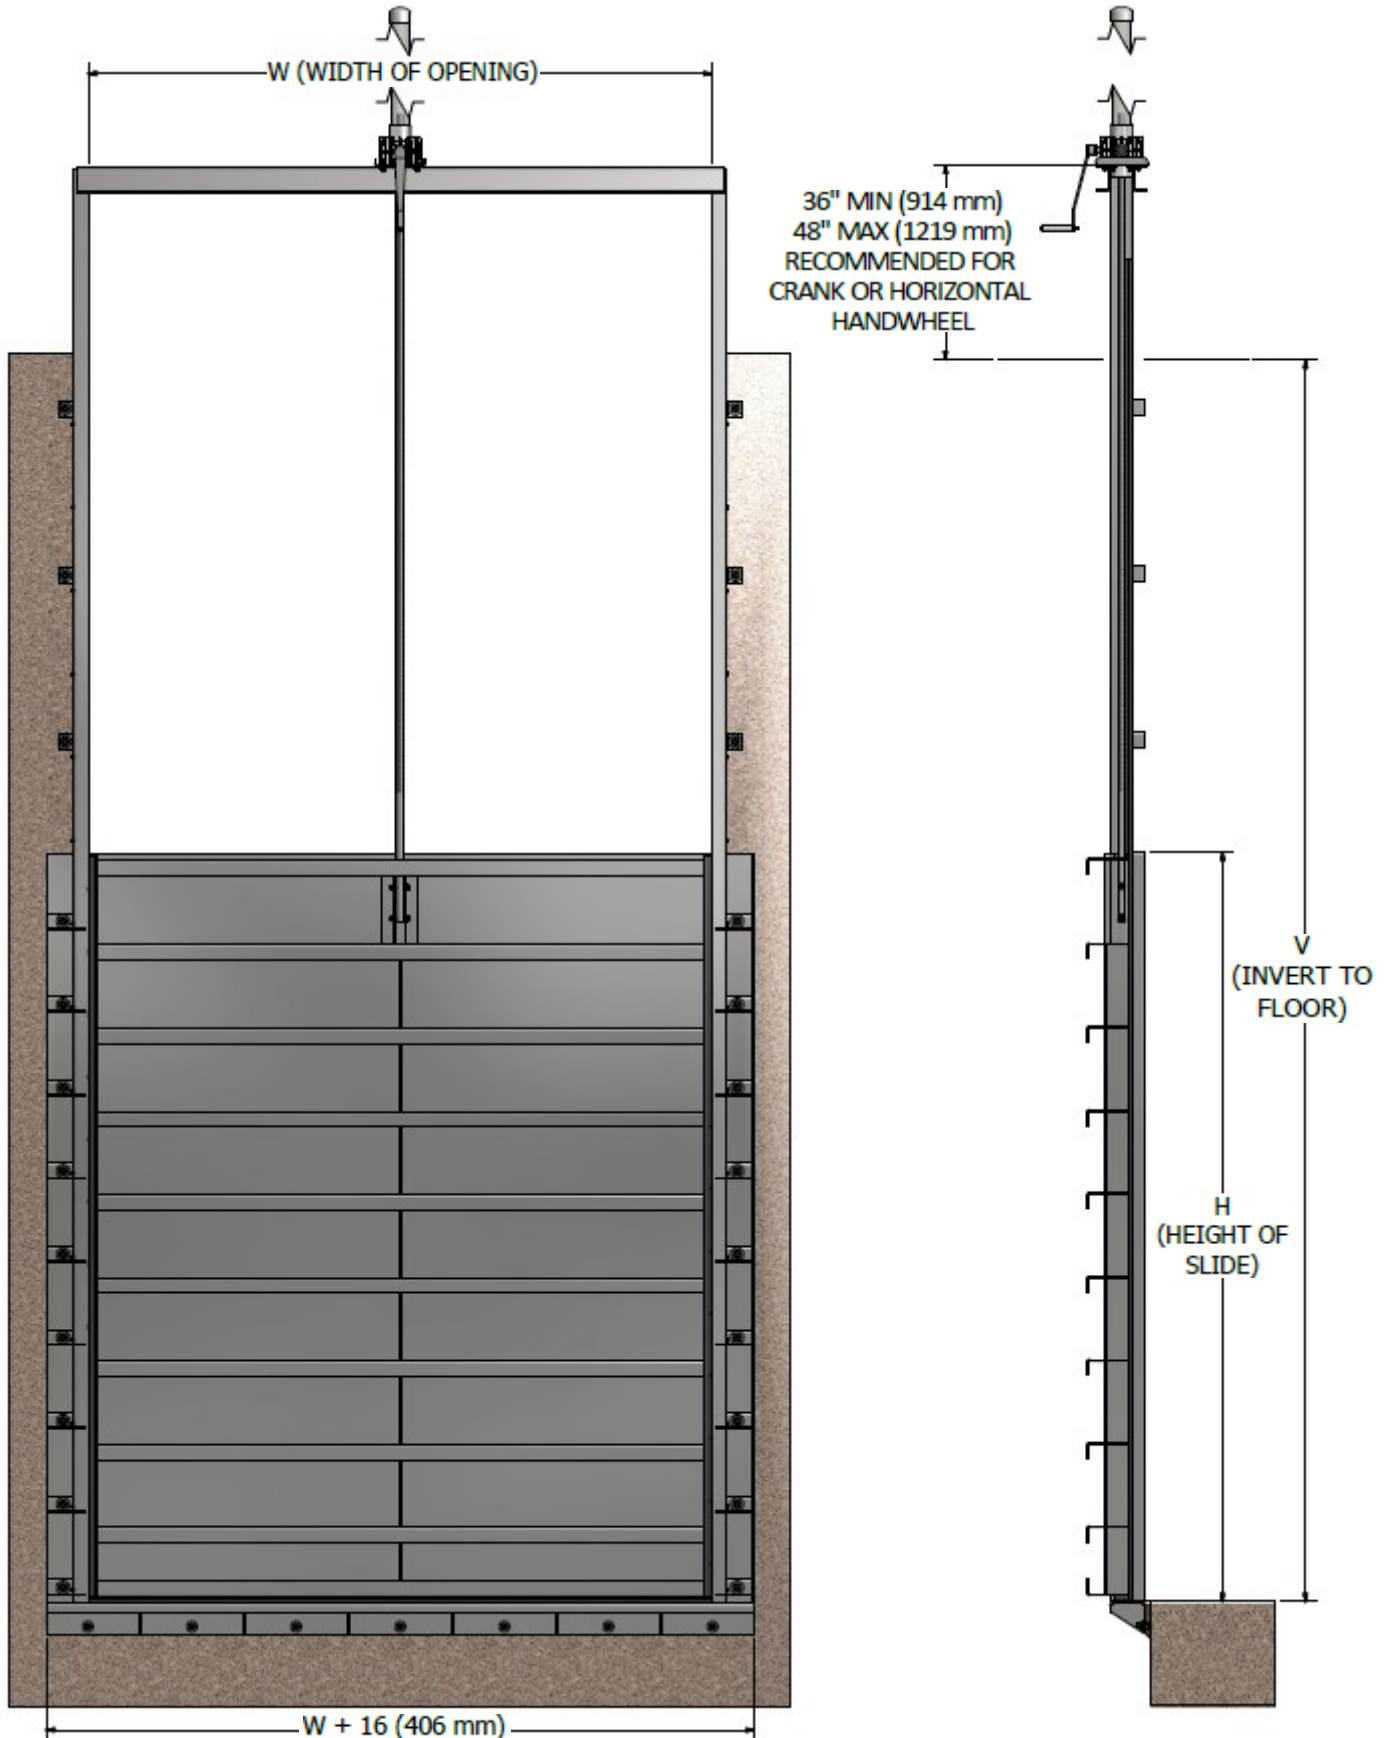 W (WIDTH OF OPENING)
36" MIN (914 mm)
48" MAX (1219 mm)
RECOMMENDED FOR
CRANK OR HORIZONTAL
HANDWHEEL
V
(INVERT TO
FLOOR)
H
(HEIGHT OF
SLIDE)
W + 16 (406 mm)